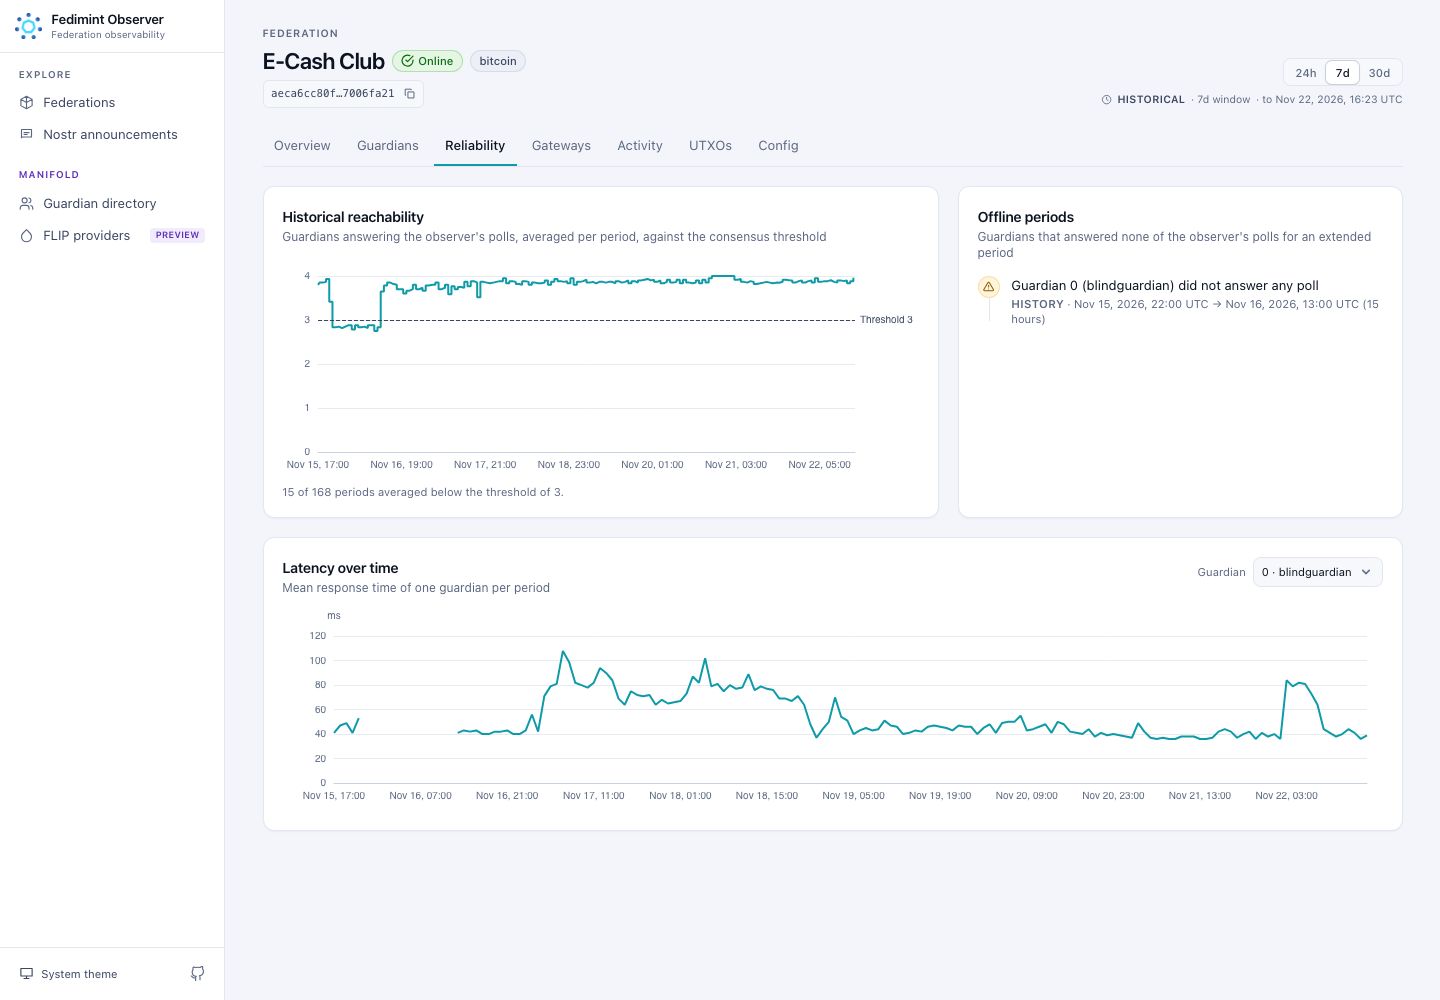 Fedimint Observer
Federation observability
EXPLORE
Federations
Nostr announcements
MANIFOLD
Guardian directory
FLIP providers PREVIEW
System theme
FEDERATION
E-Cash Club Online bitcoin
aeca6cc80f…7006fa21
24h 7d 30d
HISTORICAL · 7d window · to Nov 22, 2026, 16:23 UTC
Overview Guardians Reliability Gateways Activity UTXOs Config
Historical reachability
Guardians answering the observer's polls, averaged per period, against the consensus threshold
4
3
2
1
0
Threshold 3
Nov 15, 17:00 Nov 16, 19:00 Nov 17, 21:00 Nov 18, 23:00 Nov 20, 01:00 Nov 21, 03:00 Nov 22, 05:00
15 of 168 periods averaged below the threshold of 3.
Offline periods
Guardians that answered none of the observer's polls for an extended
period
Guardian 0 (blindguardian) did not answer any poll
HISTORY · Nov 15, 2026, 22:00 UTC → Nov 16, 2026, 13:00 UTC (15
hours)
Latency over time
Mean response time of one guardian per period
Guardian 0 · blindguardian
ms
120
100
80
60
40
20
0
Nov 15, 17:00 Nov 16, 07:00 Nov 16, 21:00 Nov 17, 11:00 Nov 18, 01:00 Nov 18, 15:00 Nov 19, 05:00 Nov 19, 19:00 Nov 20, 09:00 Nov 20, 23:00 Nov 21, 13:00 Nov 22, 03:00